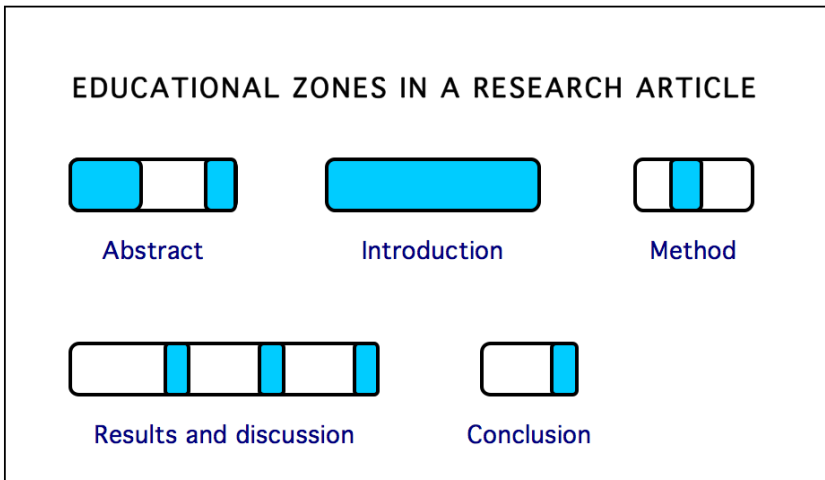 EDUCATIONAL ZONES IN A RESEARCH ARTICLE
Abstract
Introduction
Method
Results and discussion
Conclusion